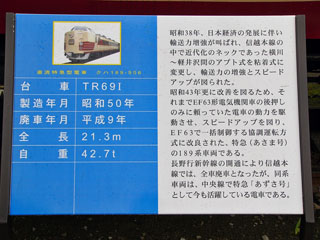 直流特急型電車 クハ189-506
台車 TR69I
製造年月 昭和50年
廃車年月 平成9年
全長 21.3m
自重 42.7t
昭和38年、日本経済の発展に伴い
輸送力増強が叫ばれ、信越本線の
中で近代化のネックであった横川
~軽井沢間のアプト式を粘着式に
変更し、輸送力の増強とスピード
アップが図られた。
昭和43年更に改善を図るため、そ
れまでEF63形電気機関車の後押し
のみに頼っていた電車の動力を駆
動させ、スピードアップを図り、
EF63で一括制御する協調運転方
式に改良された。特急(あさま号)
の189系車両である。
長野行新幹線の開通により信越本
線では、全車廃車となったが、同系
車両は、中央線で特急「あずさ号」
として今も活躍している電車である。